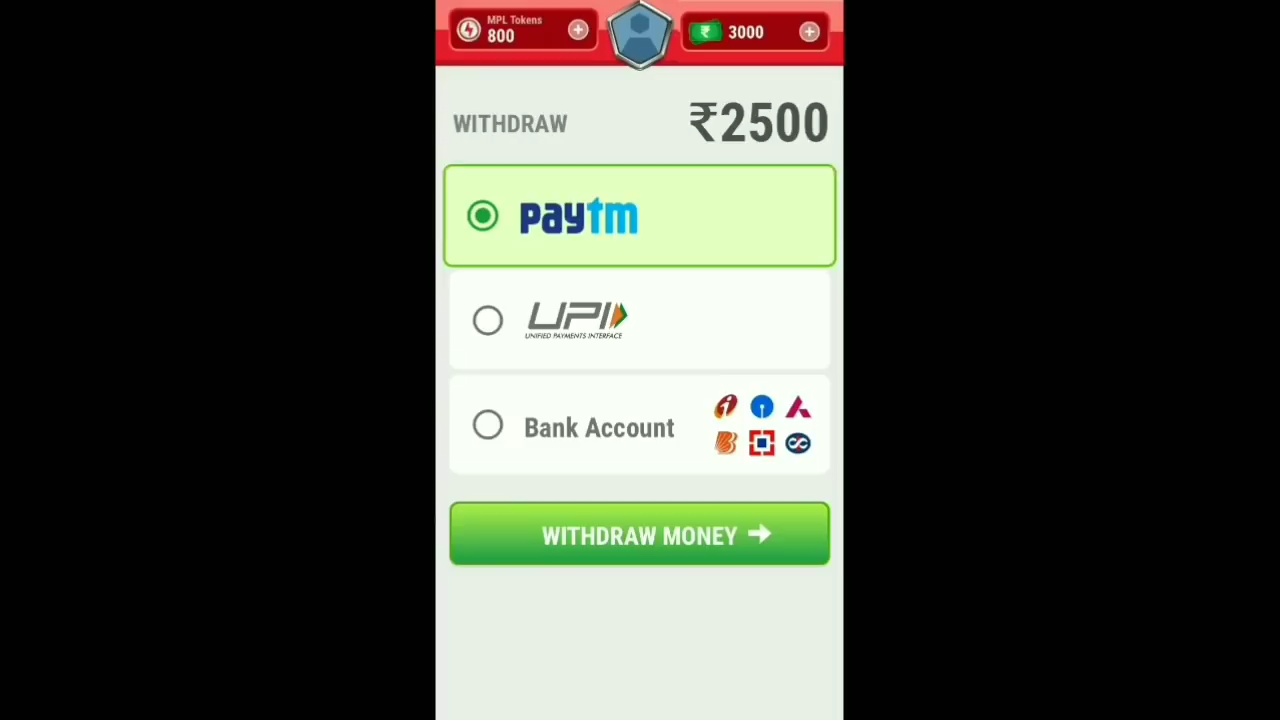 MPL Tokens
800
₹
3000
WITHDRAW
₹2500
paytm
UPI
UNIFIED PAYMENTS INTERFACE
Bank Account
WITHDRAW MONEY